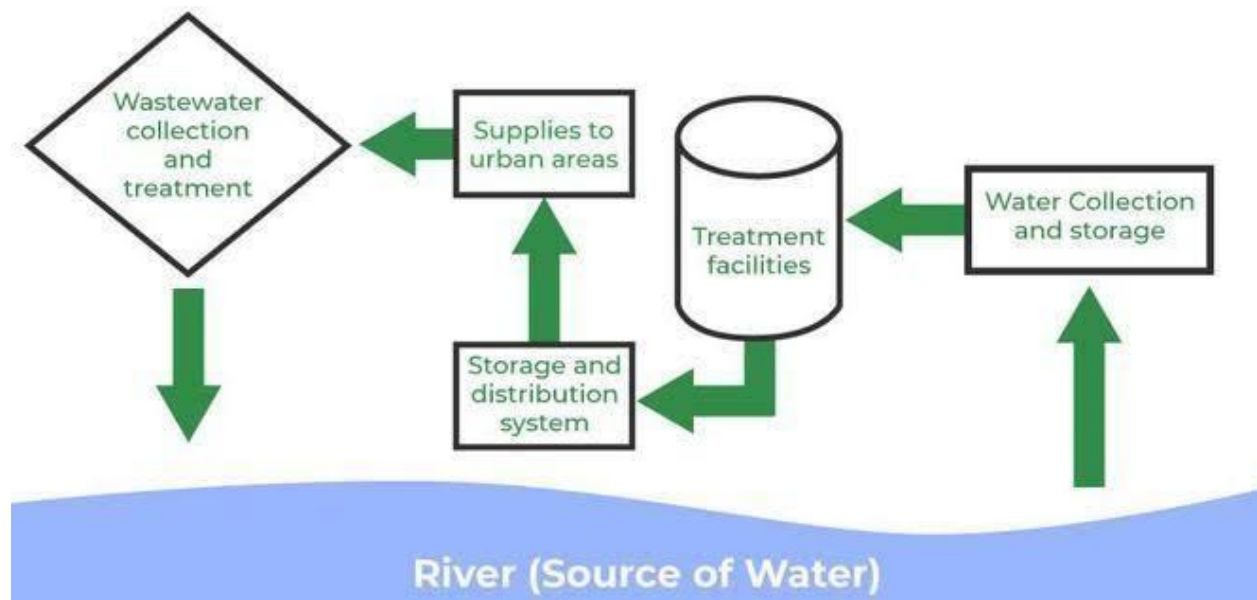 Wastewater
collection
and
treatment
Supplies to
urban areas
Treatment
facilities
Water Collection
and storage
Storage and
distribution
system
River (Source of Water)